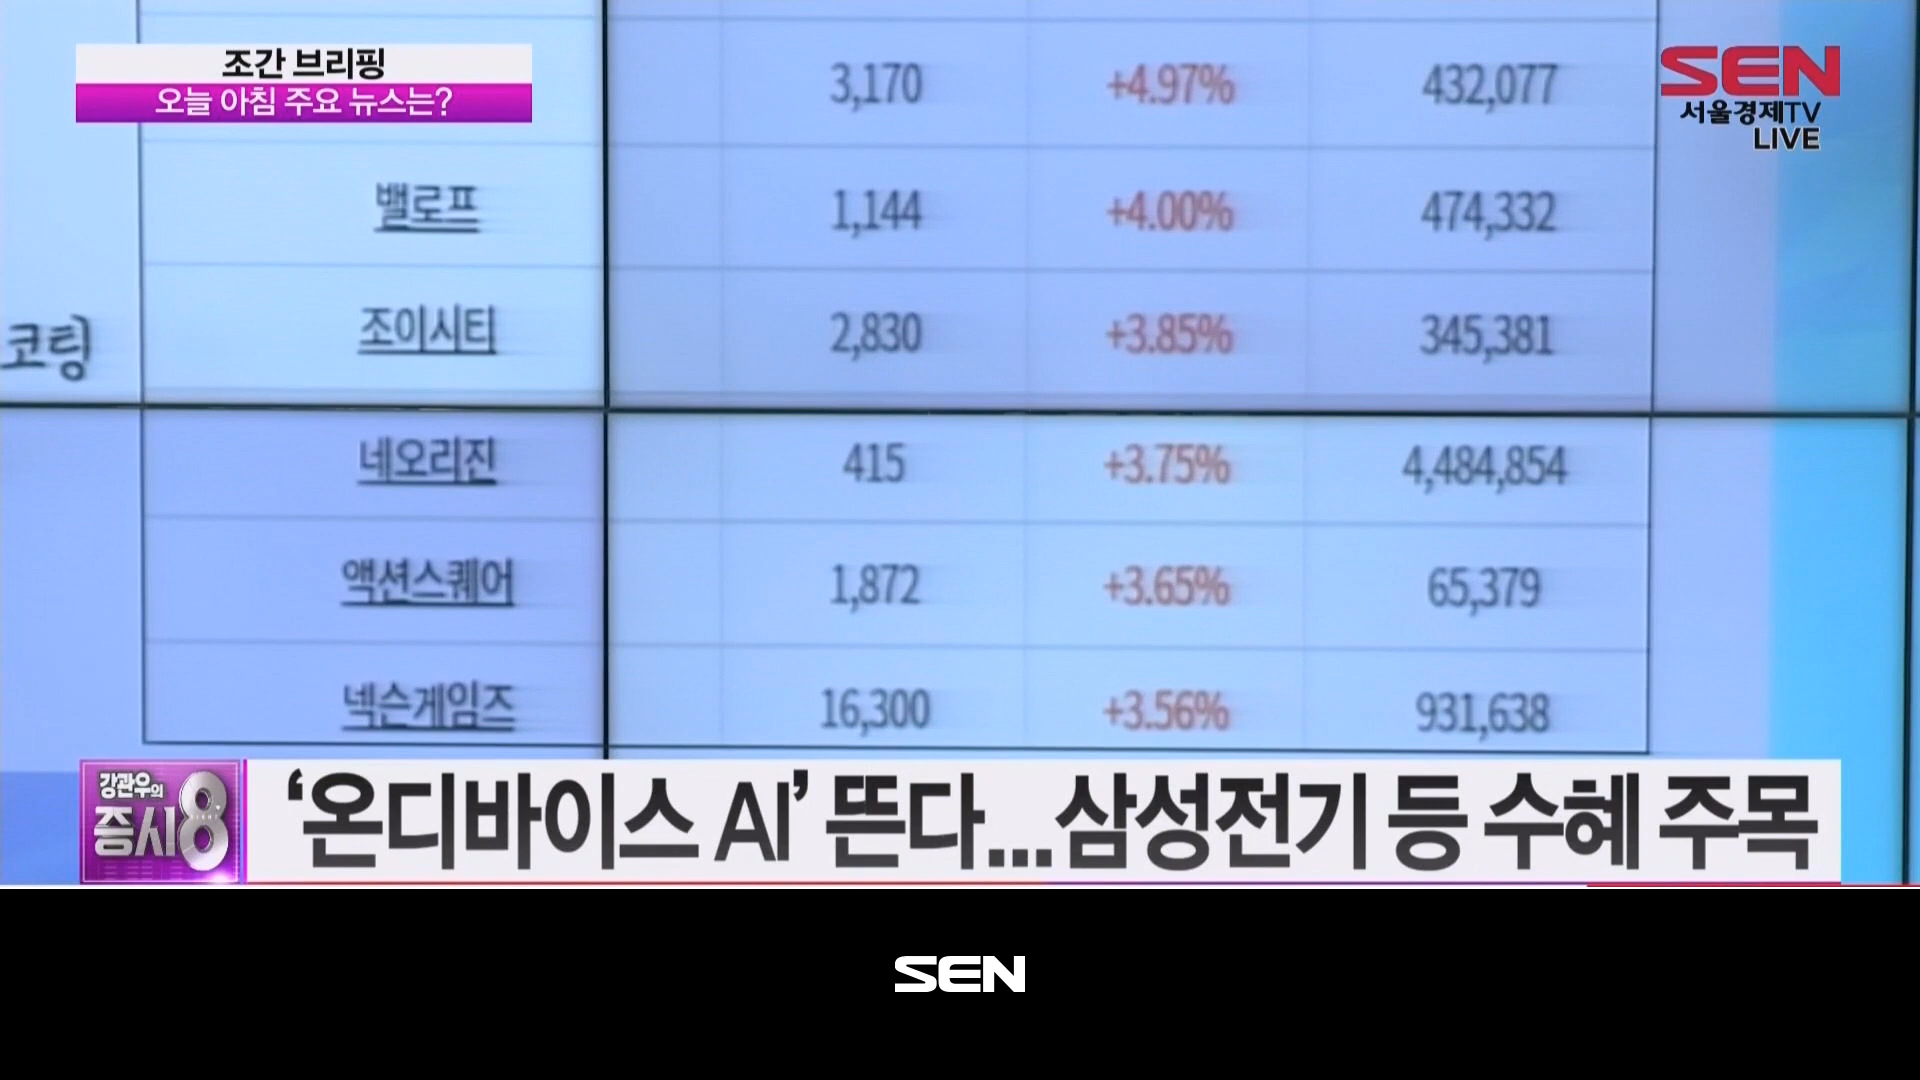 조간 브리핑
오늘 아침 주요 뉴스는?
SEN
서울경제TV
LIVE
3,170 +4.97% 432,077
밸로프 1,144 +4.00% 474,332
조이시티 2,830 +3.85% 345,381
코팅
네오리진 415 +3.75% 4,484,854
액션스퀘어 1,872 +3.65% 65,379
넥슨게임즈 16,300 +3.56% 931,638
강관우의
증시8
‘온디바이스 AI’ 뜬다...삼성전기 등 수혜 주목
SEN